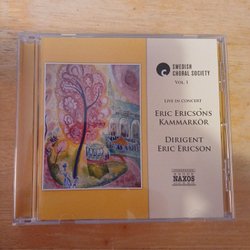 SWEDISH
CHORAL SOCIETY
VOL. 1
LIVE IN CONCERT
ERIC ERICSONS
KAMMARKÖR
DIRIGENT
ERIC ERICSON
NAXOS